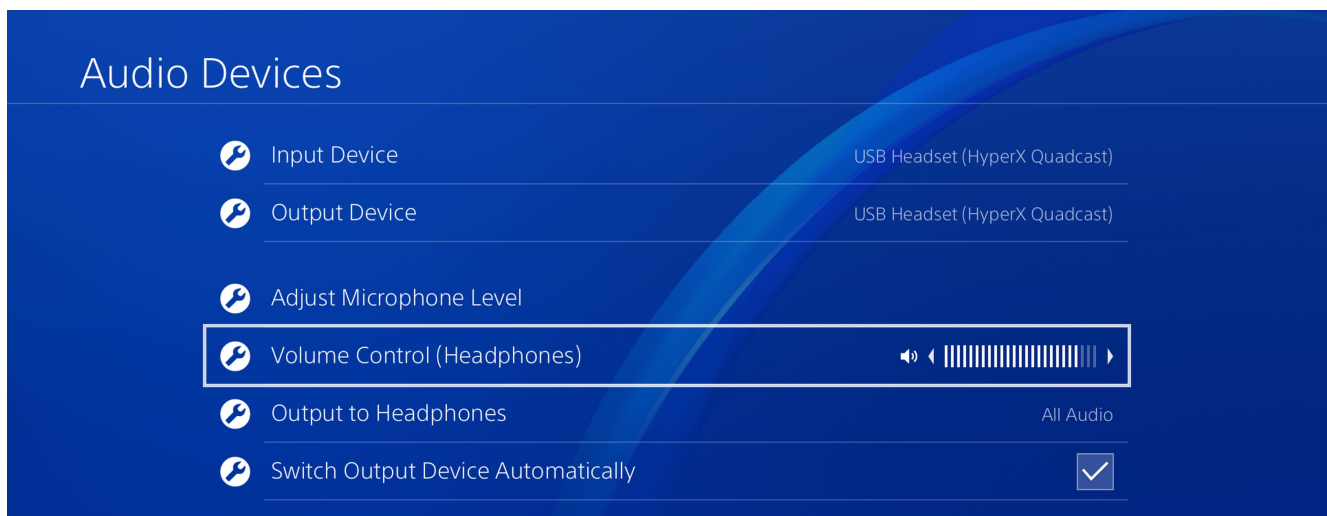 Audio Devices
Input Device USB Headset (HyperX Quadcast)
Output Device USB Headset (HyperX Quadcast)
Adjust Microphone Level
Volume Control (Headphones)
Output to Headphones All Audio
Switch Output Device Automatically